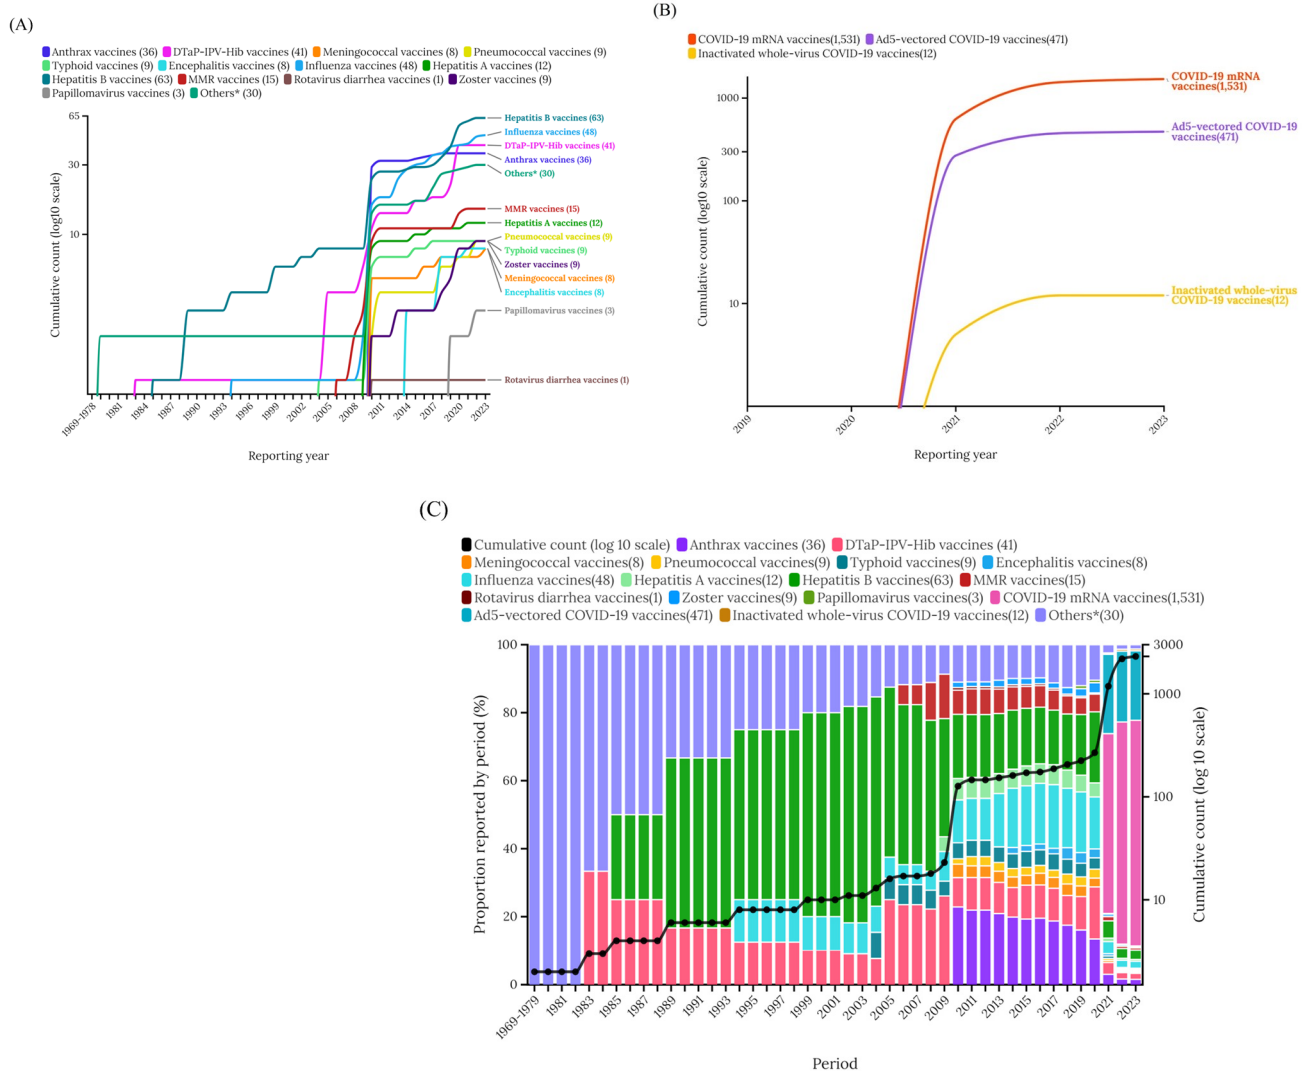 (A)
Anthrax vaccines (36) DTaP-IPV-Hib vaccines (41) Meningococcal vaccines (8) Pneumococcal vaccines (9)
Typhoid vaccines (9) Encephalitis vaccines (8) Influenza vaccines (48) Hepatitis A vaccines (12)
Hepatitis B vaccines (63) MMR vaccines (15) Rotavirus diarrhea vaccines (1) Zoster vaccines (9)
Papillomavirus vaccines (3) Others* (30)
65
30
10
Cumulative count (log10 scale)
Hepatitis B vaccines (63)
Influenza vaccines (48)
DTaP-IPV-Hib vaccines (41)
Anthrax vaccines (36)
Others* (30)
MMR vaccines (15)
Hepatitis A vaccines (12)
Pneumococcal vaccines (9)
Typhoid vaccines (9)
Zoster vaccines (9)
Meningococcal vaccines (8)
Encephalitis vaccines (8)
Papillomavirus vaccines (3)
Rotavirus diarrhea vaccines (1)
1969-1978 1981 1984 1987 1990 1993 1996 1999 2002 2005 2008 2011 2014 2017 2020 2023
Reporting year
(B)
COVID-19 mRNA vaccines(1,531) Ad5-vectored COVID-19 vaccines(471)
Inactivated whole-virus COVID-19 vaccines(12)
1000
300
100
10
Cumulative count (log10 scale)
COVID-19 mRNA
vaccines(1,531)
Ad5-vectored COVID-19
vaccines(471)
Inactivated whole-virus
COVID-19 vaccines(12)
2019 2020 2021 2022 2023
Reporting year
(C)
Cumulative count (log 10 scale) Anthrax vaccines (36) DTaP-IPV-Hib vaccines (41)
Meningococcal vaccines(8) Pneumococcal vaccines(9) Typhoid vaccines(9) Encephalitis vaccines(8)
Influenza vaccines(48) Hepatitis A vaccines(12) Hepatitis B vaccines(63) MMR vaccines(15)
Rotavirus diarrhea vaccines(1) Zoster vaccines(9) Papillomavirus vaccines(3) COVID-19 mRNA vaccines(1,531)
Ad5-vectored COVID-19 vaccines(471) Inactivated whole-virus COVID-19 vaccines(12) Others*(30)
100
80
60
40
20
0
Proportion reported by period (%)
3000
1000
100
10
Cumulative count (log 10 scale)
1969-1979 1981 1983 1985 1987 1989 1991 1993 1995 1997 1999 2001 2003 2005 2007 2009 2011 2013 2015 2017 2019 2021 2023
Period